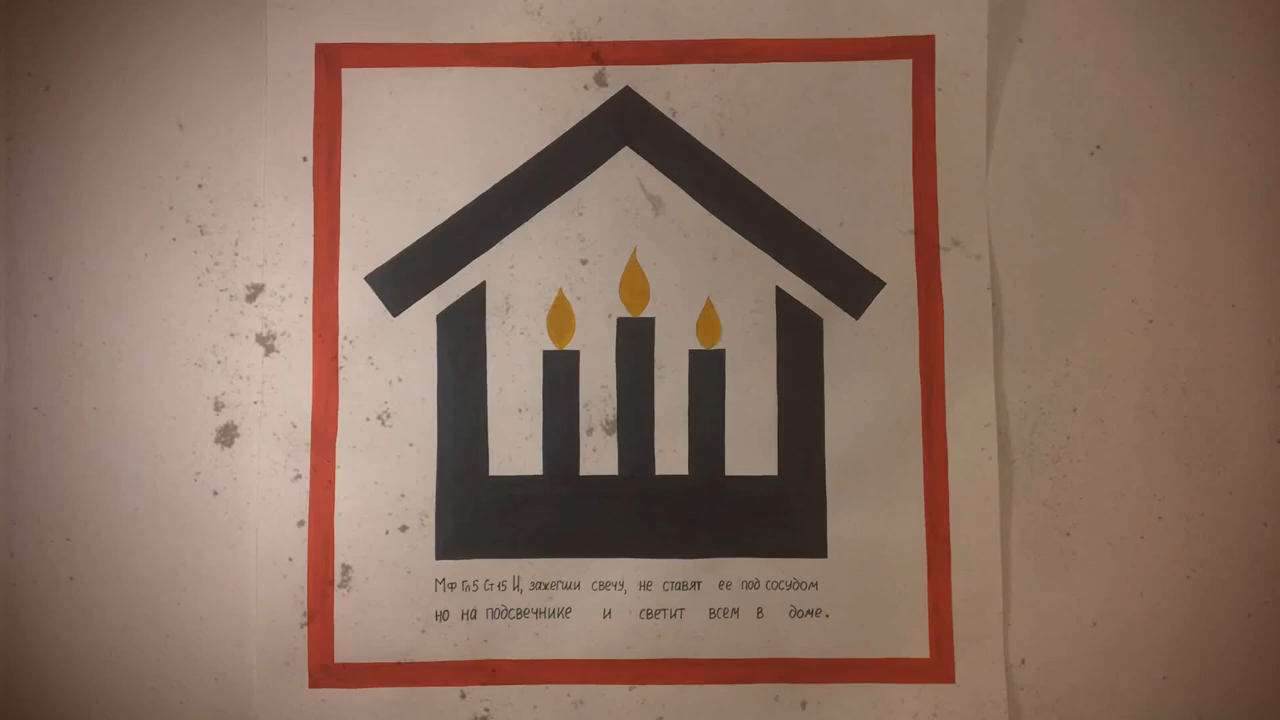 Мф Гл5 Ст15 И, зажегши свечу, не ставят ее под сосудом
но на подсвечнике и светит всем в доме.